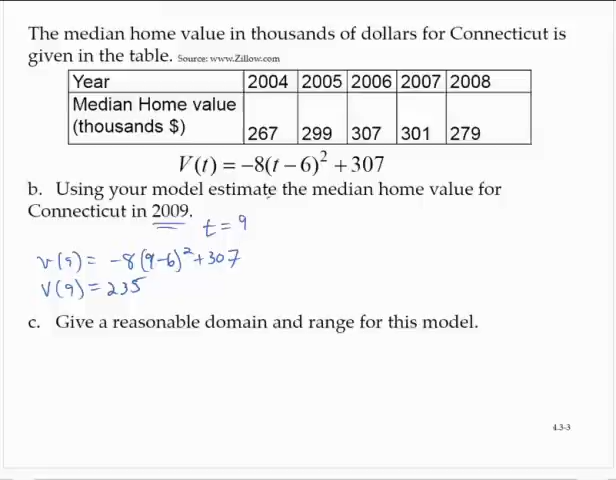 The median home value in thousands of dollars for Connecticut is
given in the table. Source: www.Zillow.com
Year 2004 2005 2006 2007 2008
Median Home value
(thousands $) 267 299 307 301 279
V(t) = −8(t − 6)² + 307
b. Using your model estimate the median home value for
Connecticut in 2009.
t = 9
V(9) = −8(9−6)² + 307
V(9) = 235
c. Give a reasonable domain and range for this model.
4.3-3